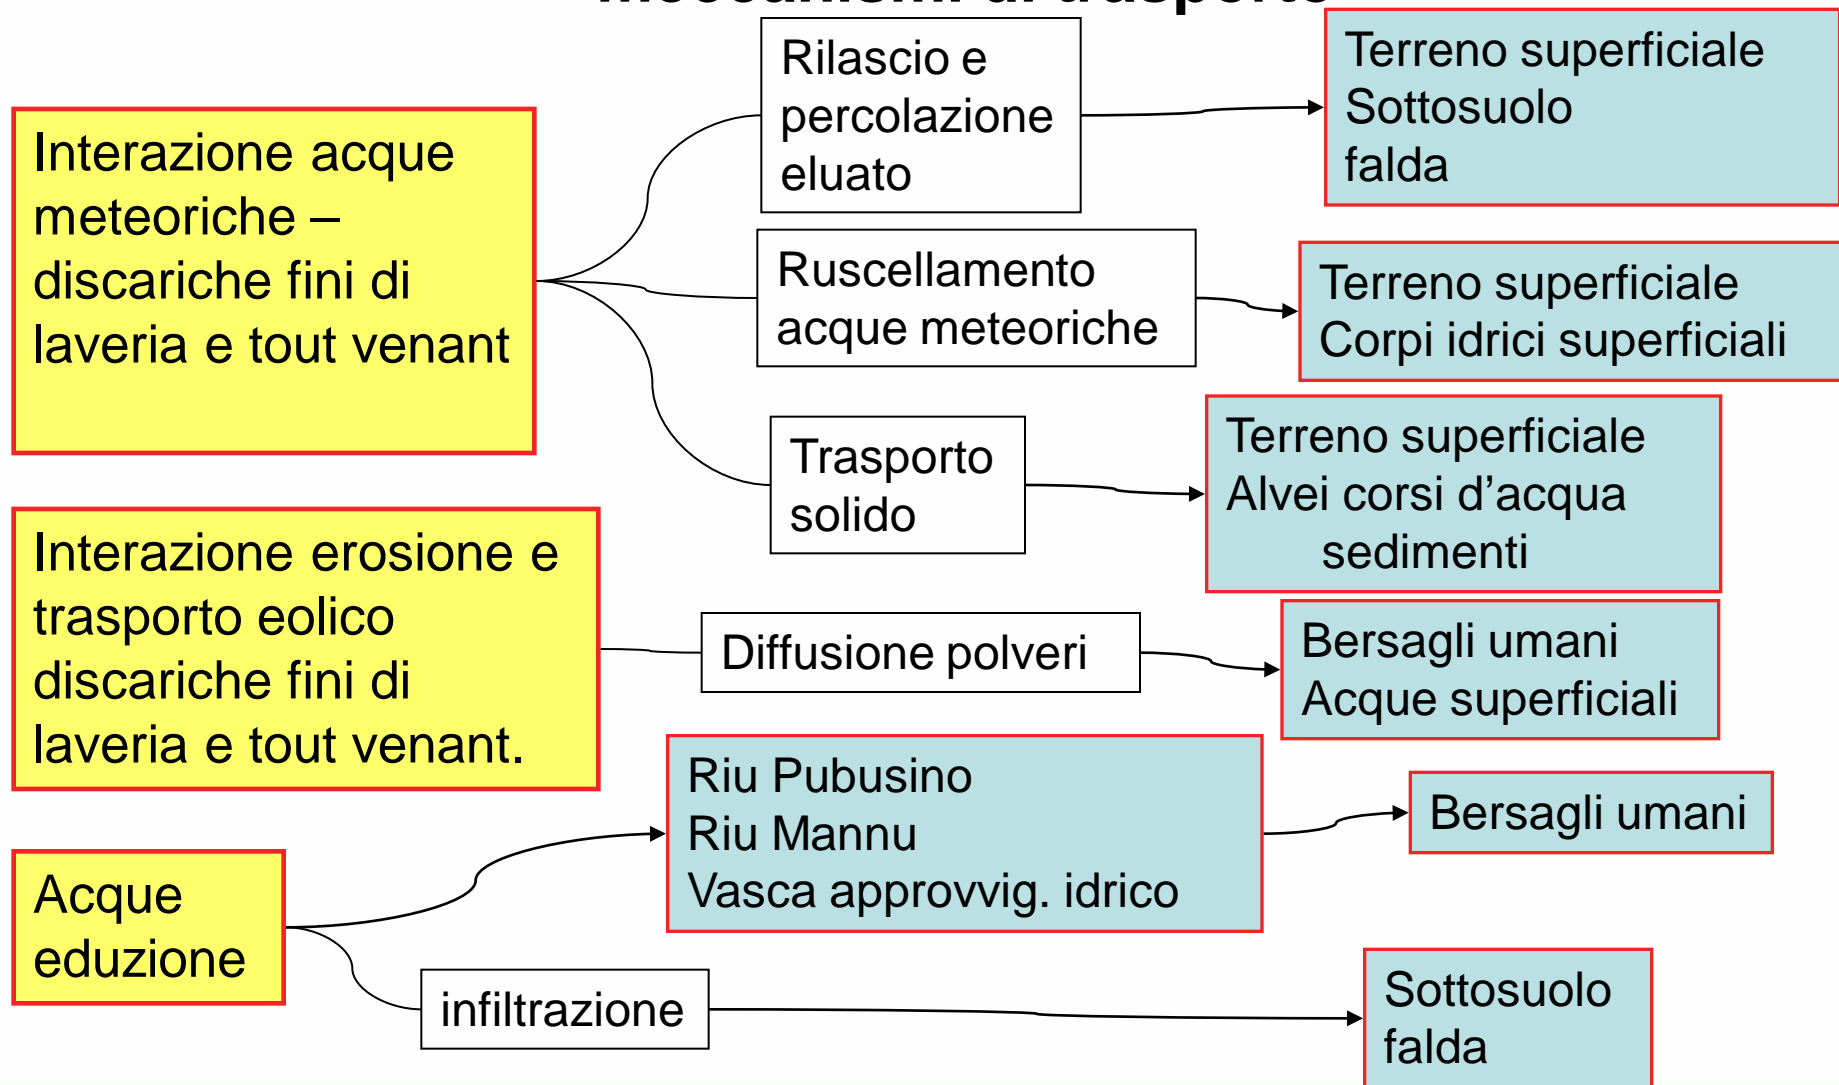 Meccanismi di trasporto
Interazione acque
meteoriche –
discariche fini di
laveria e tout venant
Rilascio e
percolazione
eluato
Terreno superficiale
Sottosuolo
falda
Ruscellamento
acque meteoriche
Terreno superficiale
Corpi idrici superficiali
Trasporto
solido
Terreno superficiale
Alvei corsi d’acqua
sedimenti
Interazione erosione e
trasporto eolico
discariche fini di
laveria e tout venant.
Diffusione polveri
Bersagli umani
Acque superficiali
Acque
eduzione
Riu Pubusino
Riu Mannu
Vasca approvvig. idrico
Bersagli umani
infiltrazione
Sottosuolo
falda